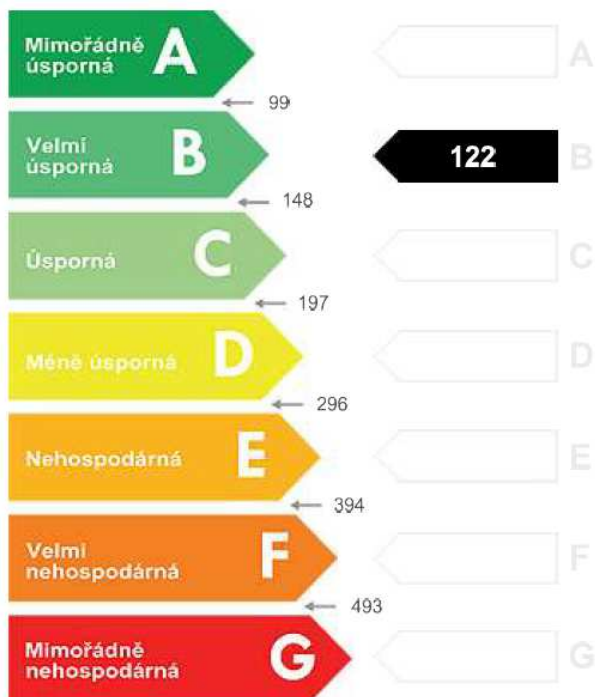 Mimořádně
úsporná
A
A
99
Velmi
úsporná
B
122
B
148
Úsporná
C
C
197
Méně úsporná
D
D
296
Nehospodárná
E
E
394
Velmi
nehospodárná
F
F
493
Mimořádně
nehospodárná
G
G